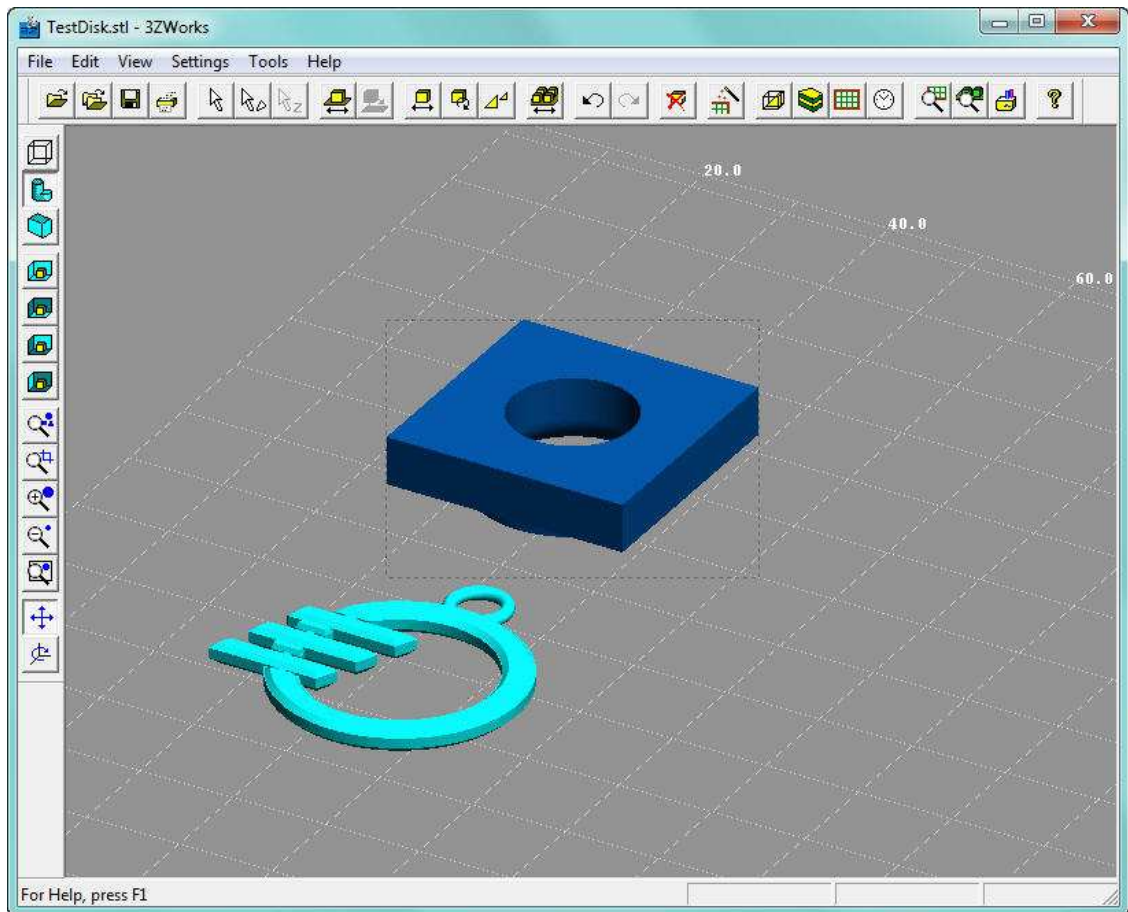 TestDisk.stl - 3ZWorks
File Edit View Settings Tools Help
Z
?
20.0
40.0
60.0
For Help, press F1